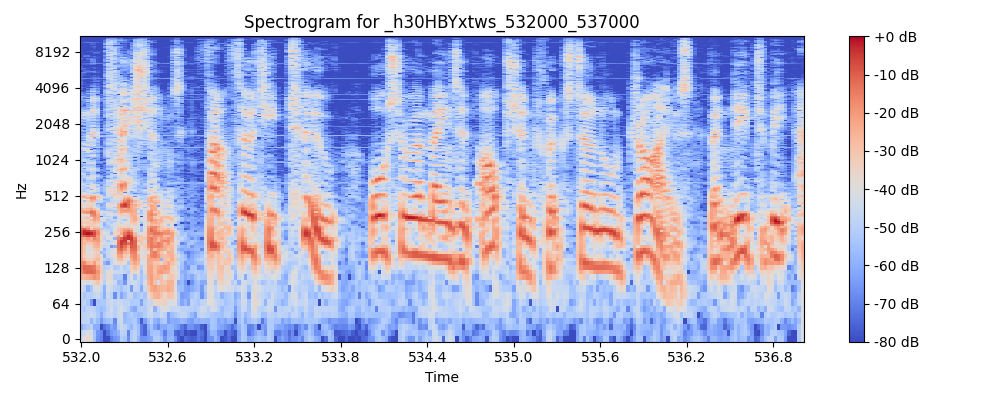 Spectrogram for _h30HBYxtws_532000_537000
8192
4096
2048
1024
512
256
128
64
0
Hz
532.0 532.6 533.2 533.8 534.4 535.0 535.6 536.2 536.8
Time
+0 dB
-10 dB
-20 dB
-30 dB
-40 dB
-50 dB
-60 dB
-70 dB
-80 dB